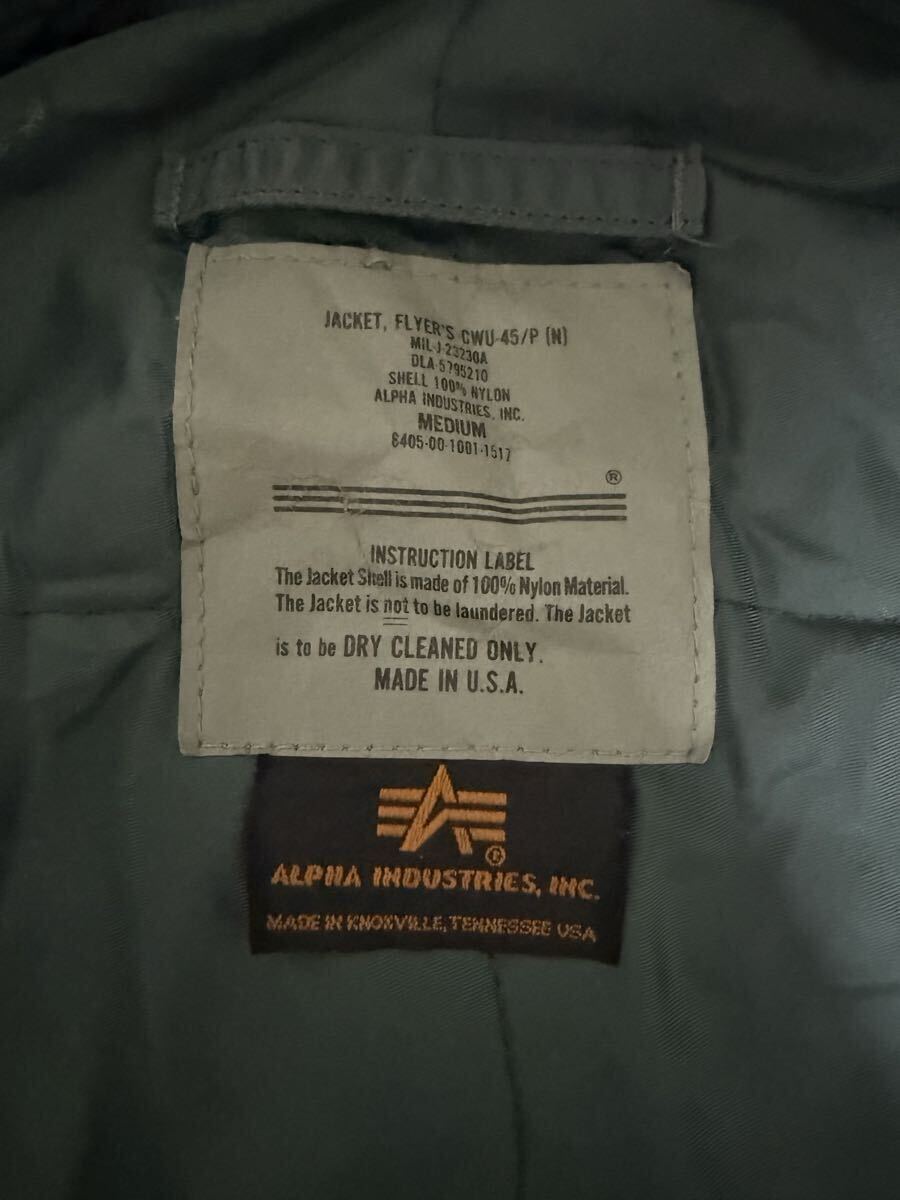 JACKET, FLYER'S CWU-45/P (N)
MIL-J-23230A
DLA-5795210
SHELL 100% NYLON
ALPHA INDUSTRIES, INC.
MEDIUM
8405-00-1001-1517
®
INSTRUCTION LABEL
The Jacket Shell is made of 100% Nylon Material.
The Jacket is not to be laundered. The Jacket
is to be DRY CLEANED ONLY.
MADE IN U.S.A.
®
ALPHA INDUSTRIES, INC.
MADE IN KNOXVILLE, TENNESSEE USA